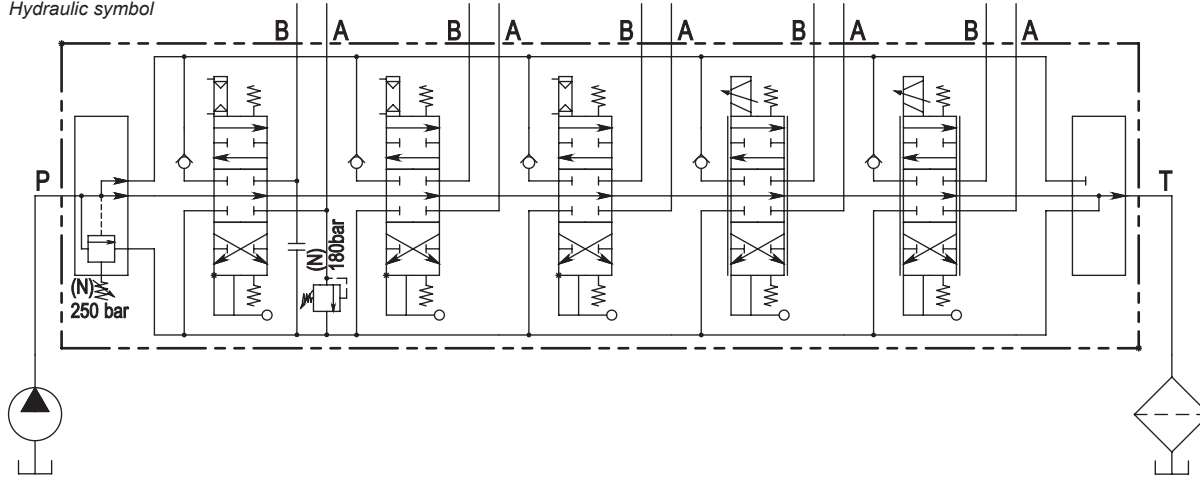 Hydraulic symbol
B A B A B A B A B A
P
T
(N)
180bar
(N)
250 bar